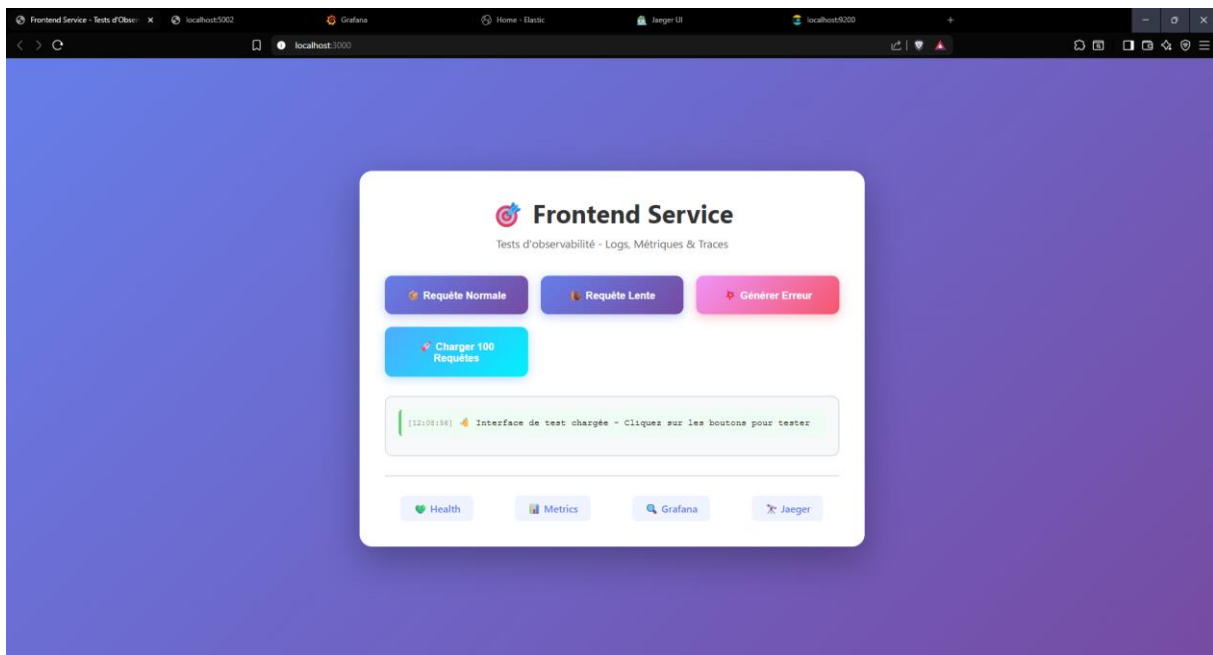 Frontend Service - Tests d'Obser
localhost:5002
Grafana
Home - Elastic
Jaeger UI
localhost:9200
localhost:3000
Frontend Service
Tests d'observabilité - Logs, Métriques & Traces
Requête Normale
Requête Lente
Générer Erreur
Charger 100
Requêtes
[12:08:56] Interface de test chargée - Cliquez sur les boutons pour tester
Health
Metrics
Grafana
Jaeger